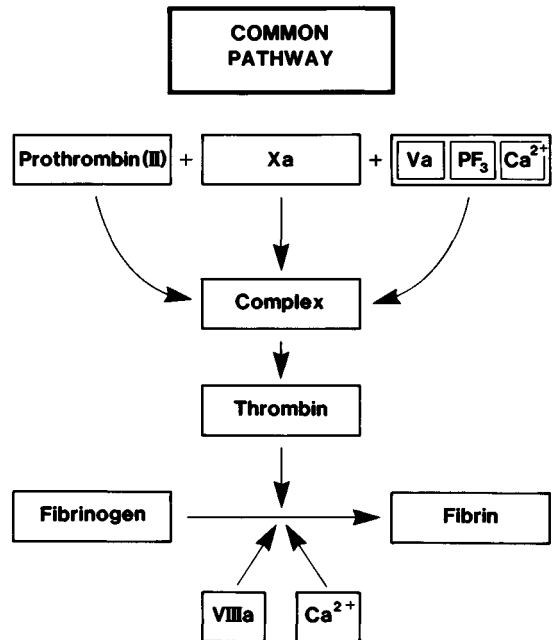 COMMON
PATHWAY
Prothrombin(II) + Xa + Va PF₃ Ca²⁺
Complex
Thrombin
Fibrinogen Fibrin
VIIIa Ca²⁺